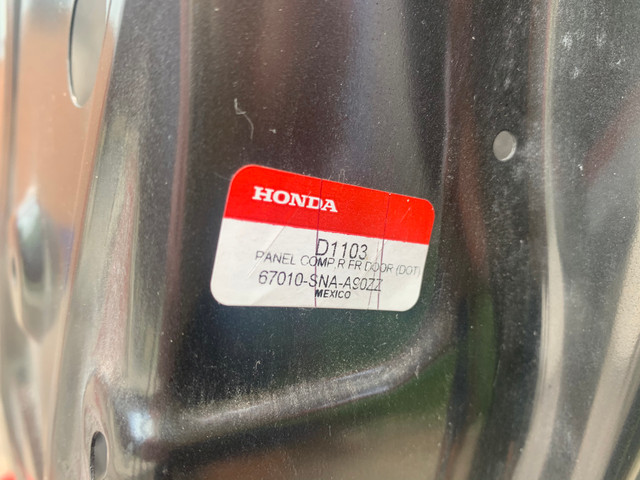 HONDA
D1103
PANEL COMP R FR DOOR (DOT)
67010-SNA-A90ZZ
MEXICO